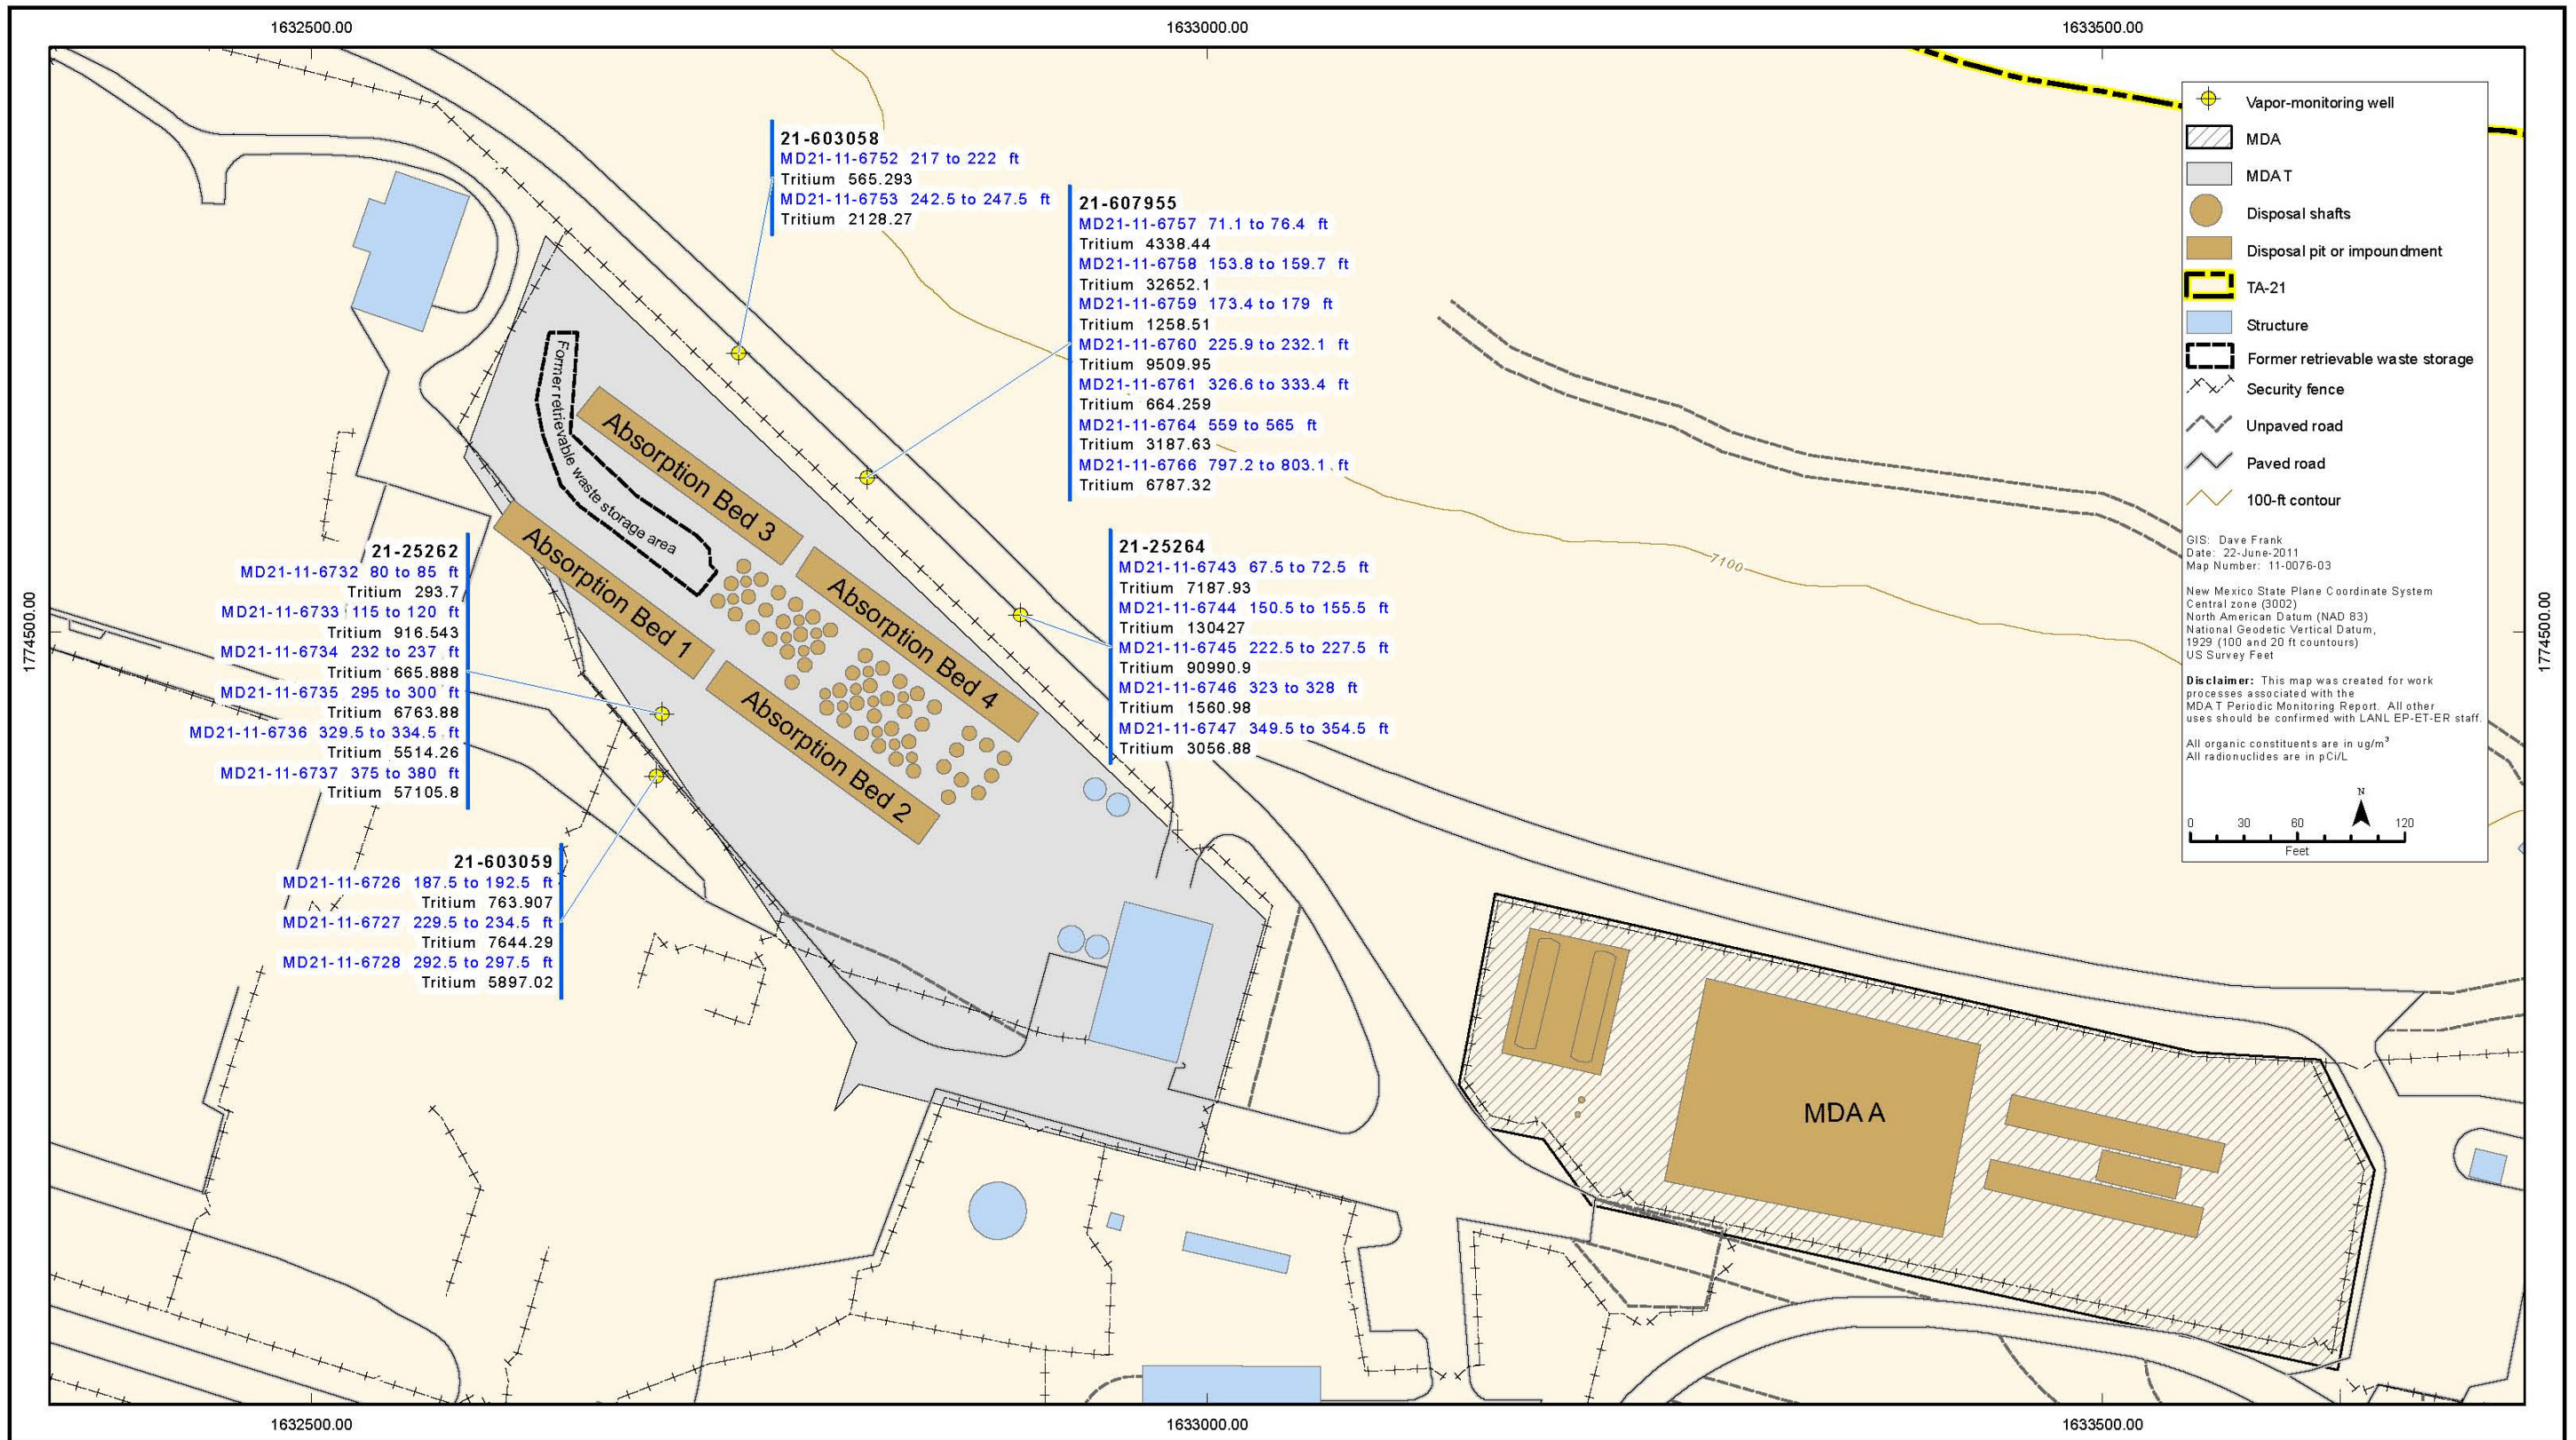 1632500.00
1633000.00
1633500.00
21-603058
MD21-11-6752 217 to 222 ft
Tritium 565.293
MD21-11-6753 242.5 to 247.5 ft
Tritium 2128.27
21-607955
MD21-11-6757 71.1 to 76.4 ft
Tritium 4338.44
MD21-11-6758 153.8 to 159.7 ft
Tritium 32652.1
MD21-11-6759 173.4 to 179 ft
Tritium 1258.51
MD21-11-6760 225.9 to 232.1 ft
Tritium 9509.95
MD21-11-6761 326.6 to 333.4 ft
Tritium 664.259
MD21-11-6764 559 to 565 ft
Tritium 3187.63
MD21-11-6766 797.2 to 803.1 ft
Tritium 6787.32
Former retrievable waste storage area
Absorption Bed 3
Absorption Bed 1
Absorption Bed 4
Absorption Bed 2
21-25262
MD21-11-6732 80 to 85 ft
Tritium 293.7
MD21-11-6733 115 to 120 ft
Tritium 916.543
MD21-11-6734 232 to 237 ft
Tritium 665.888
MD21-11-6735 295 to 300 ft
Tritium 6763.88
MD21-11-6736 329.5 to 334.5 ft
Tritium 5514.26
MD21-11-6737 375 to 380 ft
Tritium 57105.8
21-25264
MD21-11-6743 67.5 to 72.5 ft
Tritium 7187.93
MD21-11-6744 150.5 to 155.5 ft
Tritium 130427
MD21-11-6745 222.5 to 227.5 ft
Tritium 90990.9
MD21-11-6746 323 to 328 ft
Tritium 1560.98
MD21-11-6747 349.5 to 354.5 ft
Tritium 3056.88
7100
21-603059
MD21-11-6726 187.5 to 192.5 ft
Tritium 763.907
MD21-11-6727 229.5 to 234.5 ft
Tritium 7644.29
MD21-11-6728 292.5 to 297.5 ft
Tritium 5897.02
MDA A
Vapor-monitoring well
MDA
MDA T
Disposal shafts
Disposal pit or impoundment
TA-21
Structure
Former retrievable waste storage
Security fence
Unpaved road
Paved road
100-ft contour
GIS: Dave Frank
Date: 22-June-2011
Map Number: 11-0076-03
New Mexico State Plane Coordinate System
Central zone (3002)
North American Datum (NAD 83)
National Geodetic Vertical Datum,
1929 (100 and 20 ft countours)
US Survey Feet
Disclaimer: This map was created for work
processes associated with the
MDA T Periodic Monitoring Report. All other
uses should be confirmed with LANL EP-ET-ER staff.
All organic constituents are in ug/m³
All radionuclides are in pCi/L
N
0 30 60 120
Feet
1774500.00
1774500.00
1632500.00
1633000.00
1633500.00